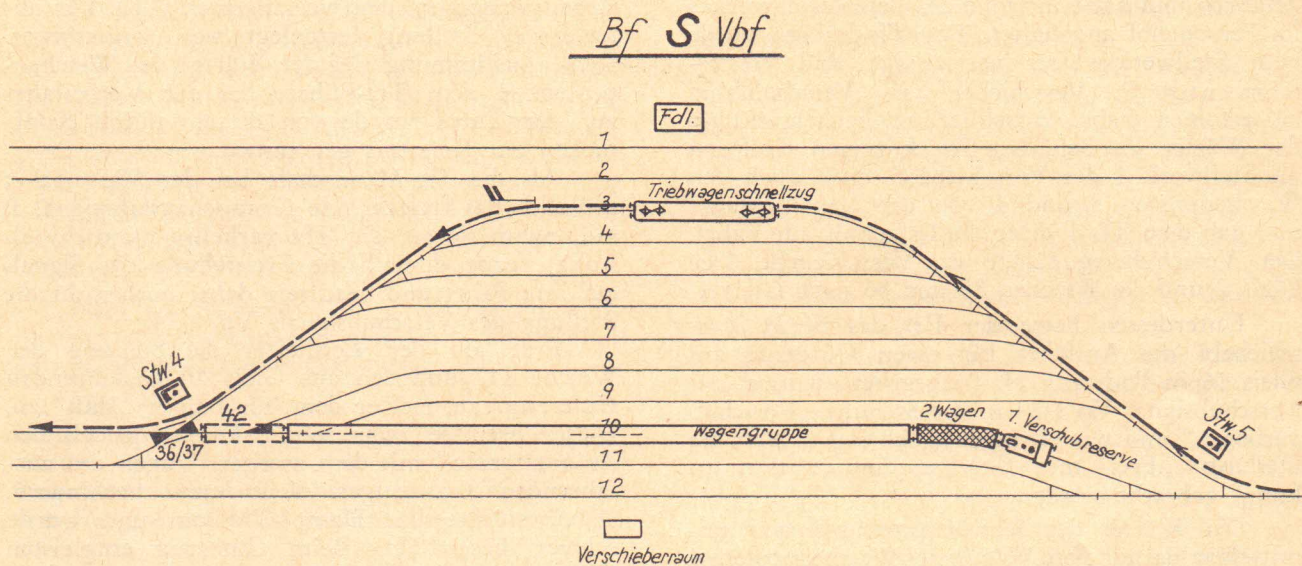 Bf S Vbf
Fdl.
1
2
Triebwagenschnellzug
3
4
5
6
7
8
9
Stw. 4
42
36/37
10
Wagengruppe
2 Wagen
1. Verschubreserve
Stw. 5
11
12
Verschieberraum